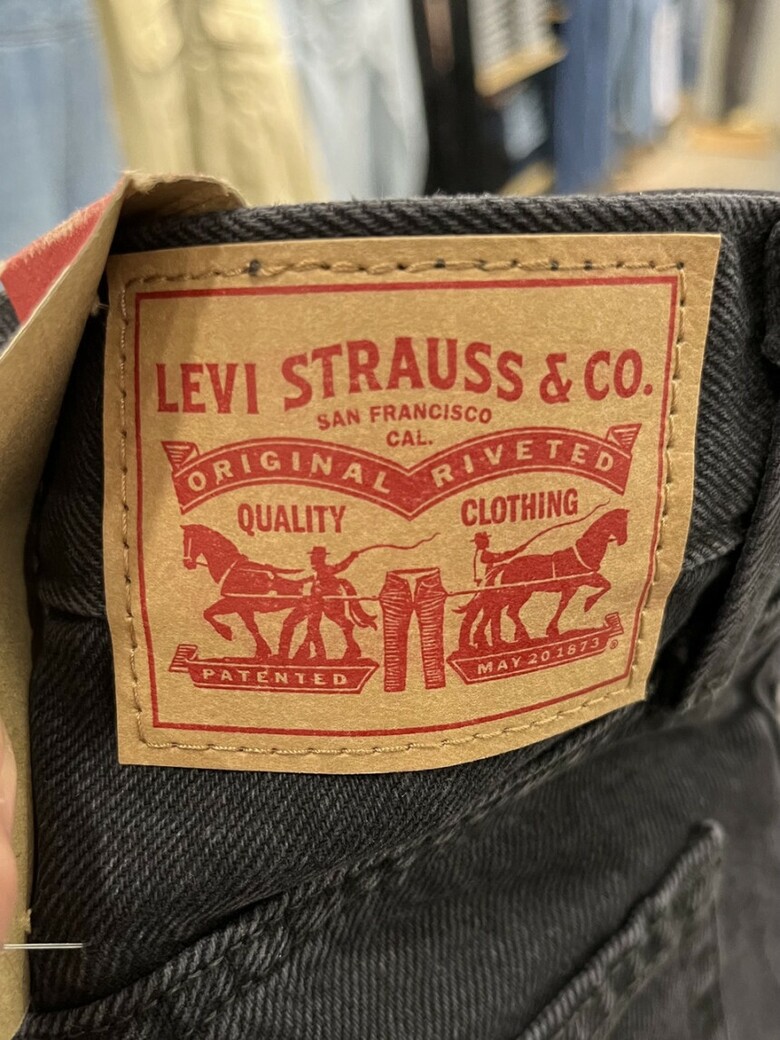 LEVI STRAUSS & CO.
SAN FRANCISCO
CAL.
ORIGINAL RIVETED
QUALITY CLOTHING
PATENTED MAY 20 1873 ®